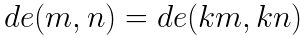 de(m, n) = de(km, kn)